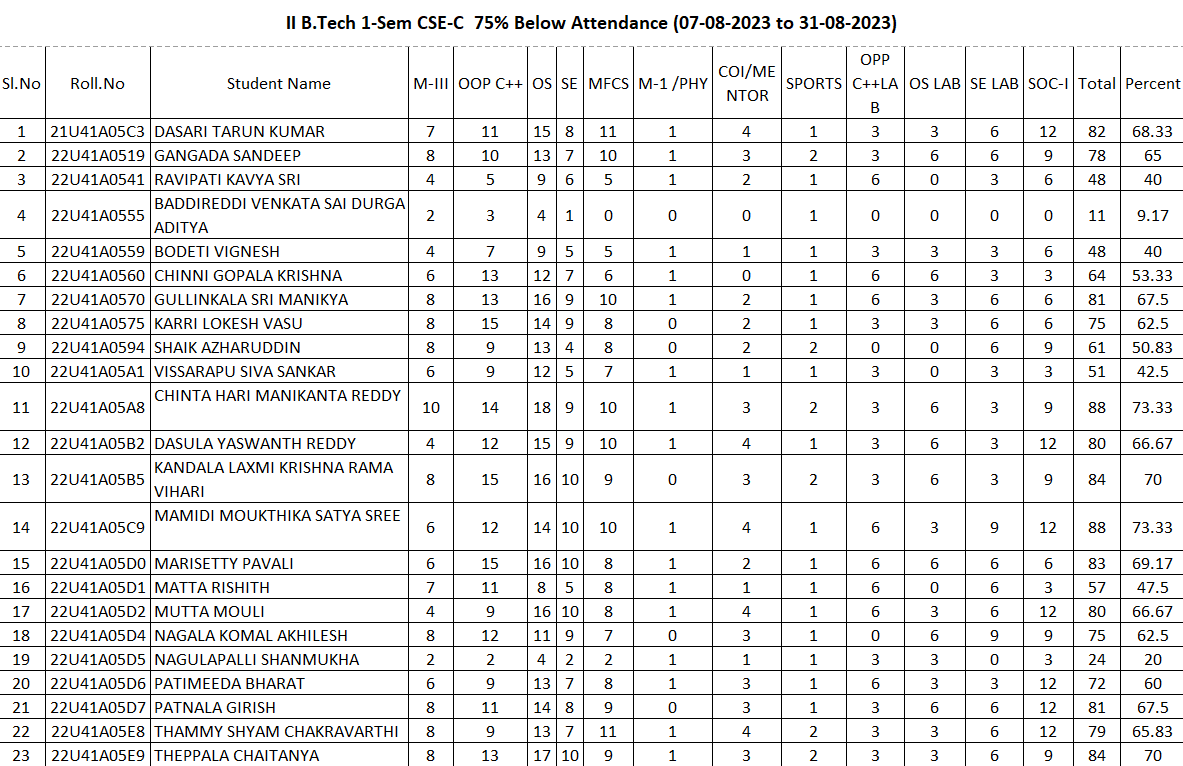 II B.Tech 1-Sem CSE-C 75% Below Attendance (07-08-2023 to 31-08-2023)
Sl.No Roll.No Student Name M-III OOP C++ OS SE MFCS M-1 /PHY COI/ME NTOR SPORTS OPP C++LA B OS LAB SE LAB SOC-I Total Percent
1 21U41A05C3 DASARI TARUN KUMAR 7 11 15 8 11 1 4 1 3 3 6 12 82 68.33
2 22U41A0519 GANGADA SANDEEP 8 10 13 7 10 1 3 2 3 6 6 9 78 65
3 22U41A0541 RAVIPATI KAVYA SRI 4 5 9 6 5 1 2 1 6 0 3 6 48 40
4 22U41A0555 BADDIREDDI VENKATA SAI DURGA ADITYA 2 3 4 1 0 0 0 1 0 0 0 0 11 9.17
5 22U41A0559 BODETI VIGNESH 4 7 9 5 5 1 1 1 3 3 3 6 48 40
6 22U41A0560 CHINNI GOPALA KRISHNA 6 13 12 7 6 1 0 1 6 6 3 3 64 53.33
7 22U41A0570 GULLINKALA SRI MANIKYA 8 13 16 9 10 1 2 1 6 3 6 6 81 67.5
8 22U41A0575 KARRI LOKESH VASU 8 15 14 9 8 0 2 1 3 3 6 6 75 62.5
9 22U41A0594 SHAIK AZHARUDDIN 8 9 13 4 8 0 2 2 0 0 6 9 61 50.83
10 22U41A05A1 VISSARAPU SIVA SANKAR 6 9 12 5 7 1 1 1 3 0 3 3 51 42.5
11 22U41A05A8 CHINTA HARI MANIKANTA REDDY 10 14 18 9 10 1 3 2 3 6 3 9 88 73.33
12 22U41A05B2 DASULA YASWANTH REDDY 4 12 15 9 10 1 4 1 3 6 3 12 80 66.67
13 22U41A05B5 KANDALA LAXMI KRISHNA RAMA VIHARI 8 15 16 10 9 0 3 2 3 6 3 9 84 70
14 22U41A05C9 MAMIDI MOUKTHIKA SATYA SREE 6 12 14 10 10 1 4 1 6 3 9 12 88 73.33
15 22U41A05D0 MARISETTY PAVALI 6 15 16 10 8 1 2 1 6 6 6 6 83 69.17
16 22U41A05D1 MATTA RISHITH 7 11 8 5 8 1 1 1 6 0 6 3 57 47.5
17 22U41A05D2 MUTTA MOULI 4 9 16 10 8 1 4 1 6 3 6 12 80 66.67
18 22U41A05D4 NAGALA KOMAL AKHILESH 8 12 11 9 7 0 3 1 0 6 9 9 75 62.5
19 22U41A05D5 NAGULAPALLI SHANMUKHA 2 2 4 2 2 1 1 1 3 3 0 3 24 20
20 22U41A05D6 PATIMEEDA BHARAT 6 9 13 7 8 1 3 1 6 3 3 12 72 60
21 22U41A05D7 PATNALA GIRISH 8 11 14 8 9 0 3 1 3 6 6 12 81 67.5
22 22U41A05E8 THAMMY SHYAM CHAKRAVARTHI 8 9 13 7 11 1 4 2 3 3 6 12 79 65.83
23 22U41A05E9 THEPPALA CHAITANYA 8 13 17 10 9 1 3 2 3 3 6 9 84 70